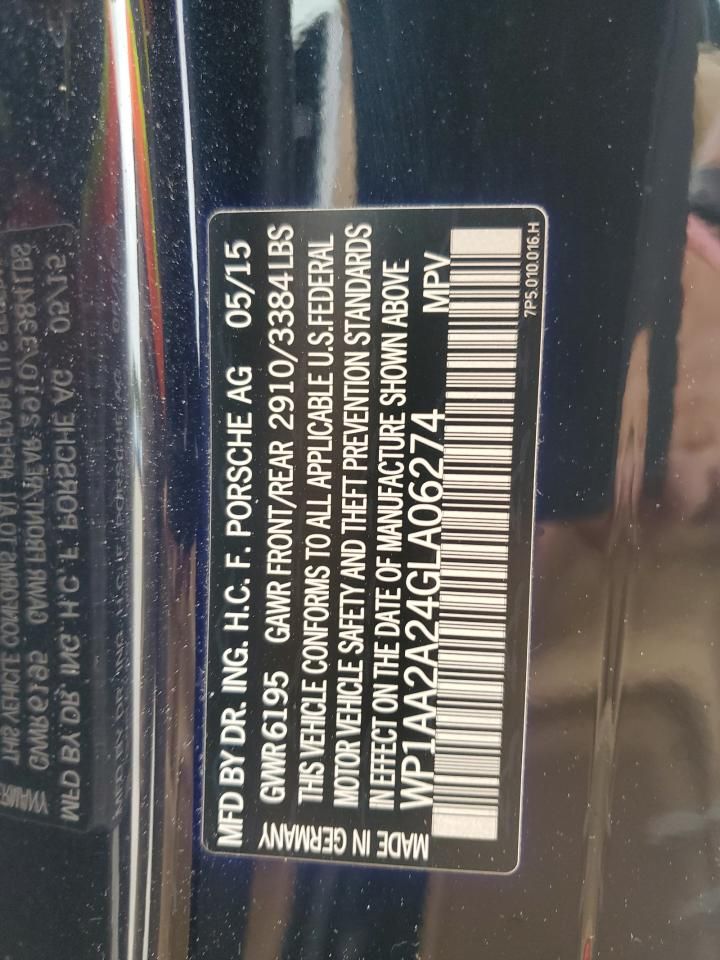 MFD BY DR. ING. H.C. F. PORSCHE AG 05/15
GWR 6195 GAWR FRONT/REAR 2910/3384 LBS
THIS VEHICLE CONFORMS TO ALL APPLICABLE U.S. FEDERAL
MOTOR VEHICLE SAFETY AND THEFT PREVENTION STANDARDS
IN EFFECT ON THE DATE OF MANUFACTURE SHOWN ABOVE
WP1AA2A24GLA06274 MPV
MADE IN GERMANY
7P5.010.016.H